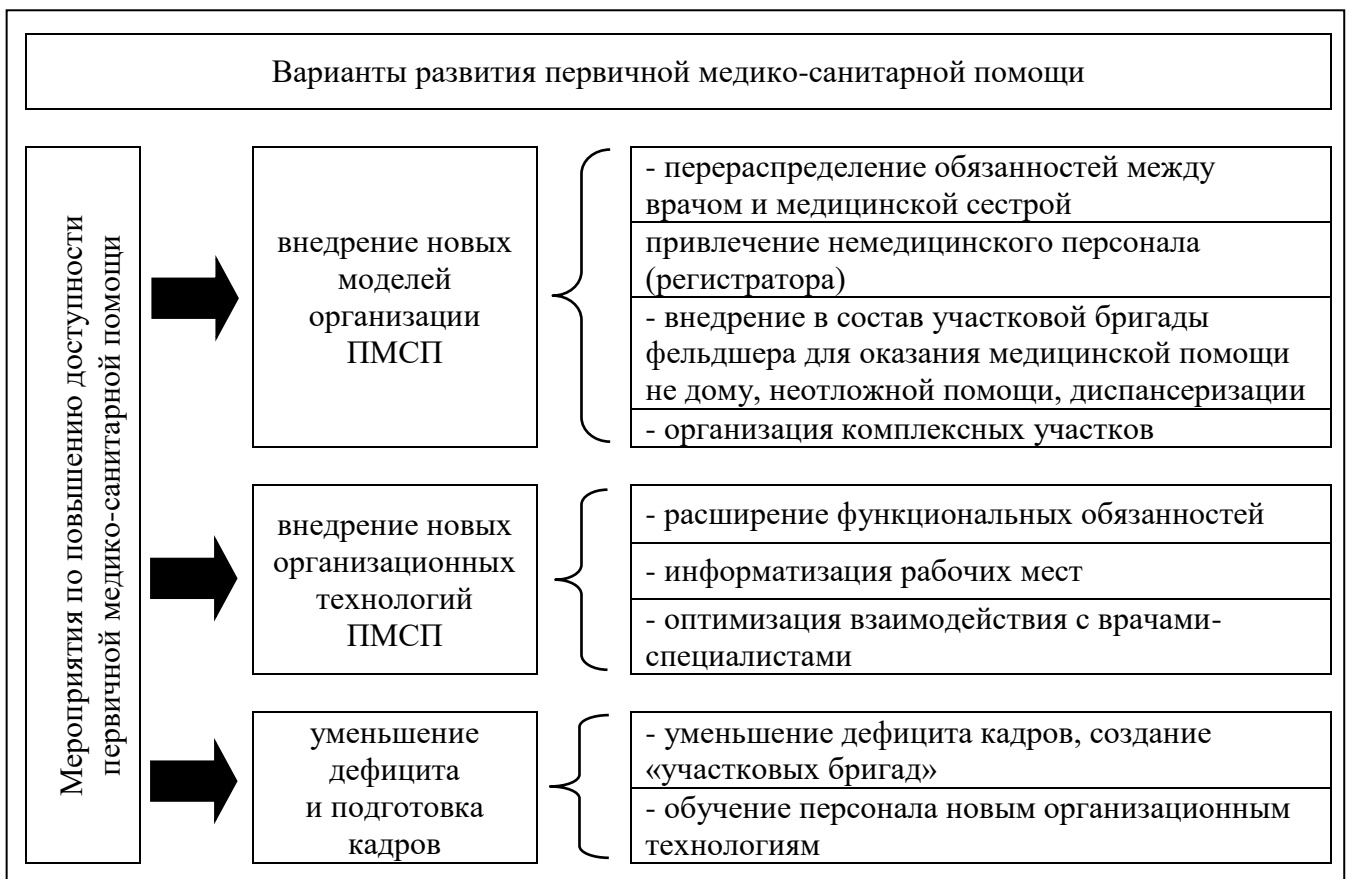 Варианты развития первичной медико-санитарной помощи
Мероприятия по повышению доступности
первичной медико-санитарной помощи
внедрение новых
моделей
организации
ПМСП
- перераспределение обязанностей между
врачом и медицинской сестрой
привлечение немедицинского персонала
(регистратора)
- внедрение в состав участковой бригады
фельдшера для оказания медицинской помощи
не дому, неотложной помощи, диспансеризации
- организация комплексных участков
внедрение новых
организационных
технологий
ПМСП
- расширение функциональных обязанностей
- информатизация рабочих мест
- оптимизация взаимодействия с врачами-
специалистами
уменьшение
дефицита
и подготовка
кадров
- уменьшение дефицита кадров, создание
«участковых бригад»
- обучение персонала новым организационным
технологиям